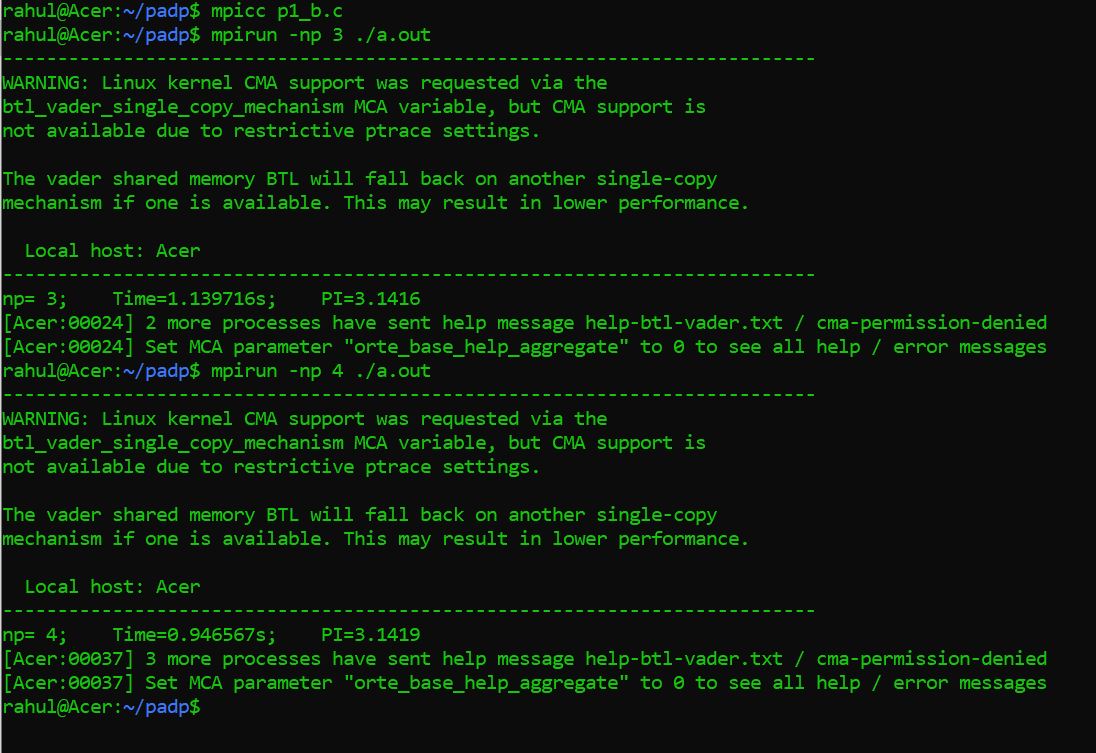 rahul@Acer:~/padp$ mpicc p1_b.c
rahul@Acer:~/padp$ mpirun -np 3 ./a.out
--------------------------------------------------------------------------
WARNING: Linux kernel CMA support was requested via the
btl_vader_single_copy_mechanism MCA variable, but CMA support is
not available due to restrictive ptrace settings.

The vader shared memory BTL will fall back on another single-copy
mechanism if one is available. This may result in lower performance.

  Local host: Acer
--------------------------------------------------------------------------
np= 3;    Time=1.139716s;    PI=3.1416
[Acer:00024] 2 more processes have sent help message help-btl-vader.txt / cma-permission-denied
[Acer:00024] Set MCA parameter "orte_base_help_aggregate" to 0 to see all help / error messages
rahul@Acer:~/padp$ mpirun -np 4 ./a.out
--------------------------------------------------------------------------
WARNING: Linux kernel CMA support was requested via the
btl_vader_single_copy_mechanism MCA variable, but CMA support is
not available due to restrictive ptrace settings.

The vader shared memory BTL will fall back on another single-copy
mechanism if one is available. This may result in lower performance.

  Local host: Acer
--------------------------------------------------------------------------
np= 4;    Time=0.946567s;    PI=3.1419
[Acer:00037] 3 more processes have sent help message help-btl-vader.txt / cma-permission-denied
[Acer:00037] Set MCA parameter "orte_base_help_aggregate" to 0 to see all help / error messages
rahul@Acer:~/padp$